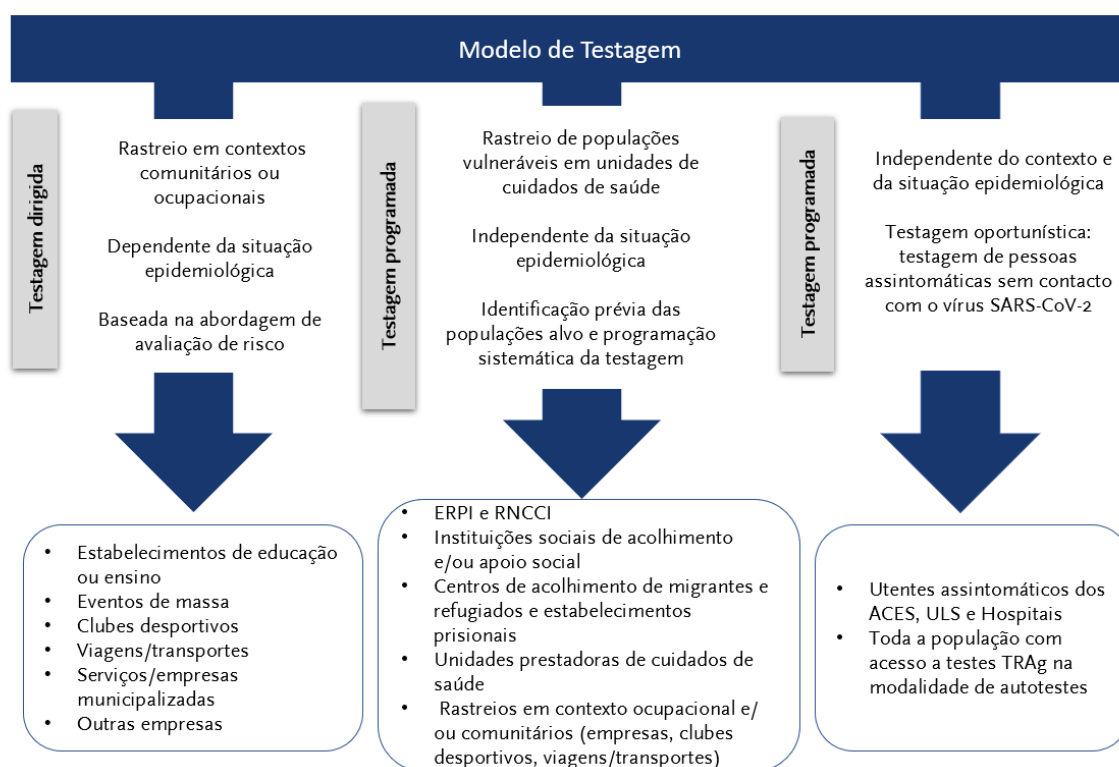 Modelo de Testagem
Testagem dirigida
Rastreio em contextos
comunitários ou
ocupacionais
Dependente da situação
epidemiológica
Baseada na abordagem de
avaliação de risco
• Estabelecimentos de educação
ou ensino
• Eventos de massa
• Clubes desportivos
• Viagens/transportes
• Serviços/empresas
municipalizadas
• Outras empresas
Testagem programada
Rastreio de populações
vulneráveis em unidades de
cuidados de saúde
Independente da situação
epidemiológica
Identificação prévia das
populações alvo e programação
sistemática da testagem
• ERPI e RNCCI
• Instituições sociais de acolhimento
e/ou apoio social
• Centros de acolhimento de migrantes e
refugiados e estabelecimentos
prisionais
• Unidades prestadoras de cuidados de
saúde
• Rastreios em contexto ocupacional e/
ou comunitários (empresas, clubes
desportivos, viagens/transportes)
Testagem programada
Independente do contexto e
da situação epidemiológica
Testagem oportunística:
testagem de pessoas
assintomáticas sem contacto
com o vírus SARS-CoV-2
• Utentes assintomáticos dos
ACES, ULS e Hospitais
• Toda a população com
acesso a testes TRAg na
modalidade de autotestes